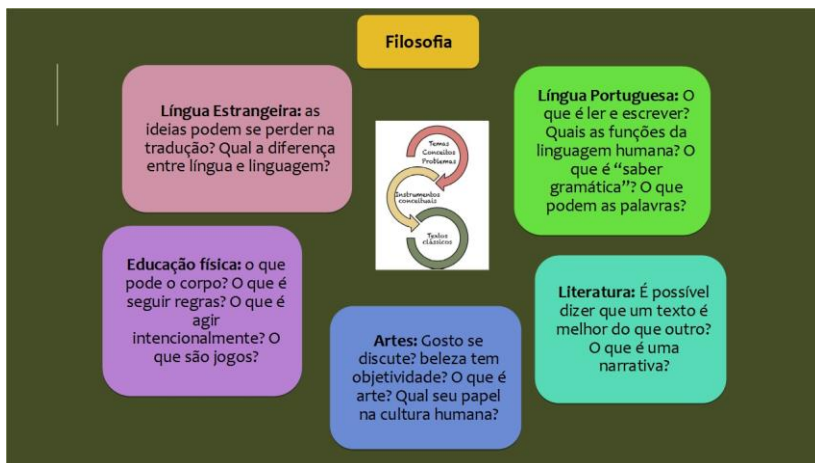 Filosofia
Língua Estrangeira: as
ideias podem se perder na
tradução? Qual a diferença
entre língua e linguagem?
Língua Portuguesa: O
que é ler e escrever?
Quais as funções da
linguagem humana? O
que é “saber
gramática”? O que
podem as palavras?
Temas
Conceitos
Problemas
Instrumentos
conceituais
Textos
clássicos
Educação física: o que
pode o corpo? O que é
seguir regras? O que é
agir
intencionalmente? O
que são jogos?
Artes: Gosto se
discute? beleza tem
objetividade? O que é
arte? Qual seu papel
na cultura humana?
Literatura: É possível
dizer que um texto é
melhor do que outro?
O que é uma
narrativa?